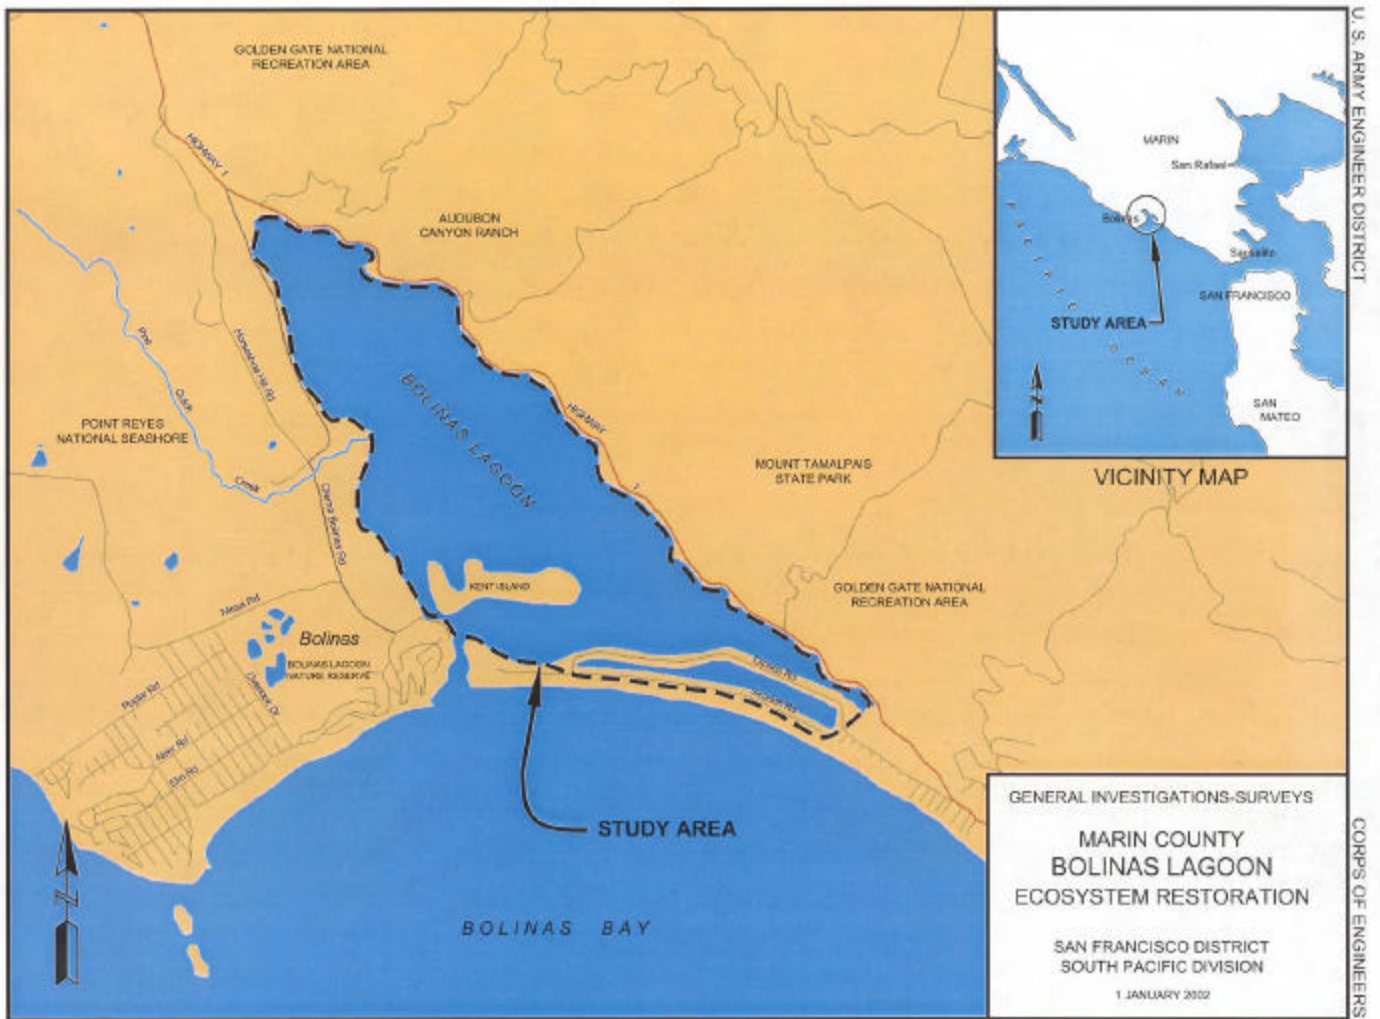 GOLDEN GATE NATIONAL
RECREATION AREA
HIGHWAY 1
AUDUBON
CANYON RANCH
Pine
Gulch
Creek
Horseshoe Hill Rd
POINT REYES
NATIONAL SEASHORE
BOLINAS LAGOON
HIGHWAY
1
MOUNT TAMALPAIS
STATE PARK
Olema Bolinas Rd
KENT ISLAND
GOLDEN GATE NATIONAL
RECREATION AREA
Mesa Rd
Bolinas
BOLINAS LAGOON
NATURE RESERVE
Overlook Dr
Poplar Rd
Elm Rd
STUDY AREA
N
BOLINAS BAY
MARIN
San Rafael
Bolinas
Sausalito
SAN FRANCISCO
STUDY AREA
PACIFIC
OCEAN
SAN
MATEO
N
VICINITY MAP
GENERAL INVESTIGATIONS-SURVEYS
MARIN COUNTY
BOLINAS LAGOON
ECOSYSTEM RESTORATION
SAN FRANCISCO DISTRICT
SOUTH PACIFIC DIVISION
1 JANUARY 2002
U. S. ARMY ENGINEER DISTRICT
CORPS OF ENGINEERS